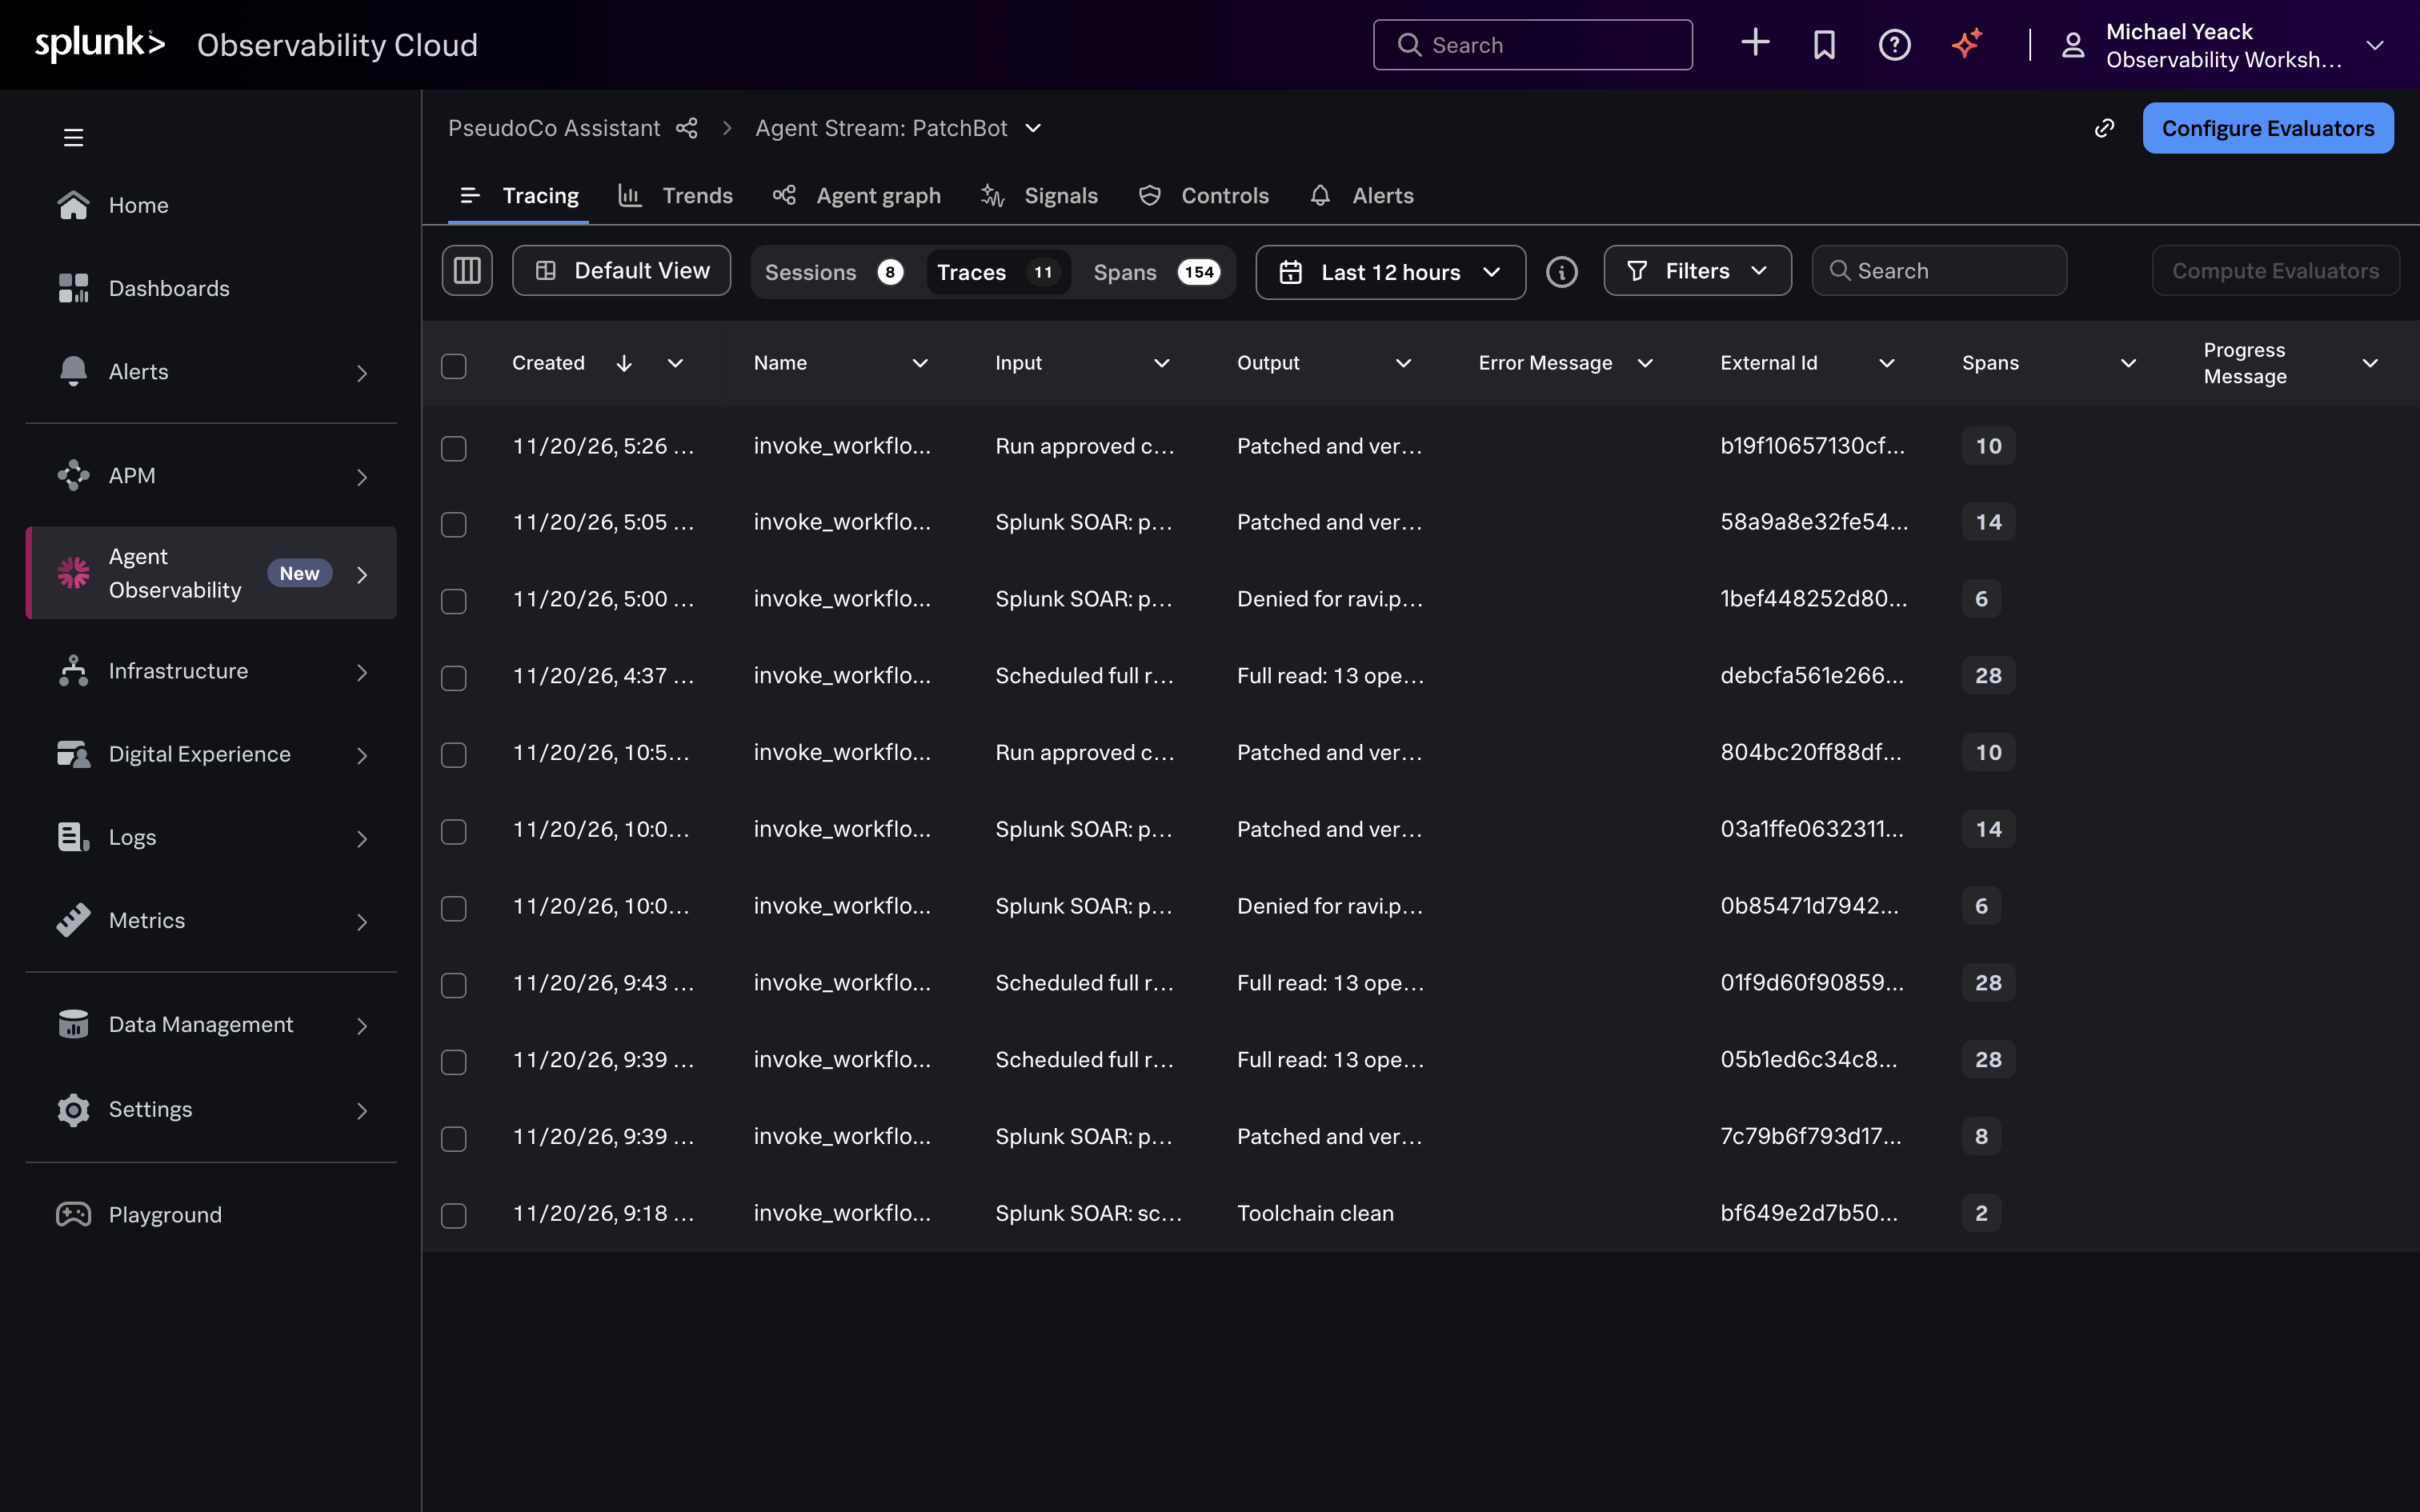 splunk> Observability Cloud
Search
Michael Yeack
Observability Worksh...
Home
Dashboards
Alerts
APM
Agent Observability New
Infrastructure
Digital Experience
Logs
Metrics
Data Management
Settings
Playground
PseudoCo Assistant > Agent Stream: PatchBot
Configure Evaluators
Tracing Trends Agent graph Signals Controls Alerts
Default View Sessions 8 Traces 11 Spans 154 Last 12 hours Filters Search Compute Evaluators
Created Name Input Output Error Message External Id Spans Progress Message
11/20/26, 5:26 ... invoke_workflo... Run approved c... Patched and ver... b19f10657130cf... 10
11/20/26, 5:05 ... invoke_workflo... Splunk SOAR: p... Patched and ver... 58a9a8e32fe54... 14
11/20/26, 5:00 ... invoke_workflo... Splunk SOAR: p... Denied for ravi.p... 1bef448252d80... 6
11/20/26, 4:37 ... invoke_workflo... Scheduled full r... Full read: 13 ope... debcfa561e266... 28
11/20/26, 10:5... invoke_workflo... Run approved c... Patched and ver... 804bc20ff88df... 10
11/20/26, 10:0... invoke_workflo... Splunk SOAR: p... Patched and ver... 03a1ffe0632311... 14
11/20/26, 10:0... invoke_workflo... Splunk SOAR: p... Denied for ravi.p... 0b85471d7942... 6
11/20/26, 9:43 ... invoke_workflo... Scheduled full r... Full read: 13 ope... 01f9d60f90859... 28
11/20/26, 9:39 ... invoke_workflo... Scheduled full r... Full read: 13 ope... 05b1ed6c34c8... 28
11/20/26, 9:39 ... invoke_workflo... Splunk SOAR: p... Patched and ver... 7c79b6f793d17... 8
11/20/26, 9:18 ... invoke_workflo... Splunk SOAR: sc... Toolchain clean bf649e2d7b50... 2